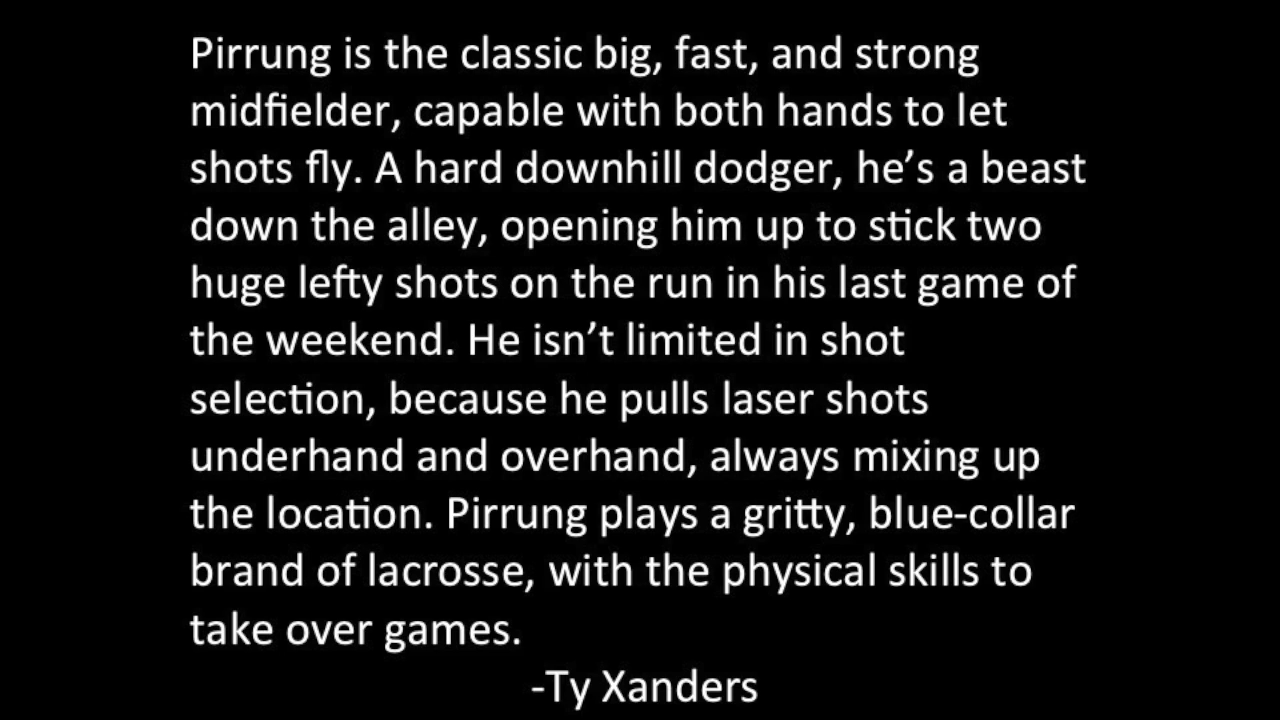 Pirrung is the classic big, fast, and strong
midfielder, capable with both hands to let
shots fly. A hard downhill dodger, he’s a beast
down the alley, opening him up to stick two
huge lefty shots on the run in his last game of
the weekend. He isn’t limited in shot
selection, because he pulls laser shots
underhand and overhand, always mixing up
the location. Pirrung plays a gritty, blue-collar
brand of lacrosse, with the physical skills to
take over games.
-Ty Xanders